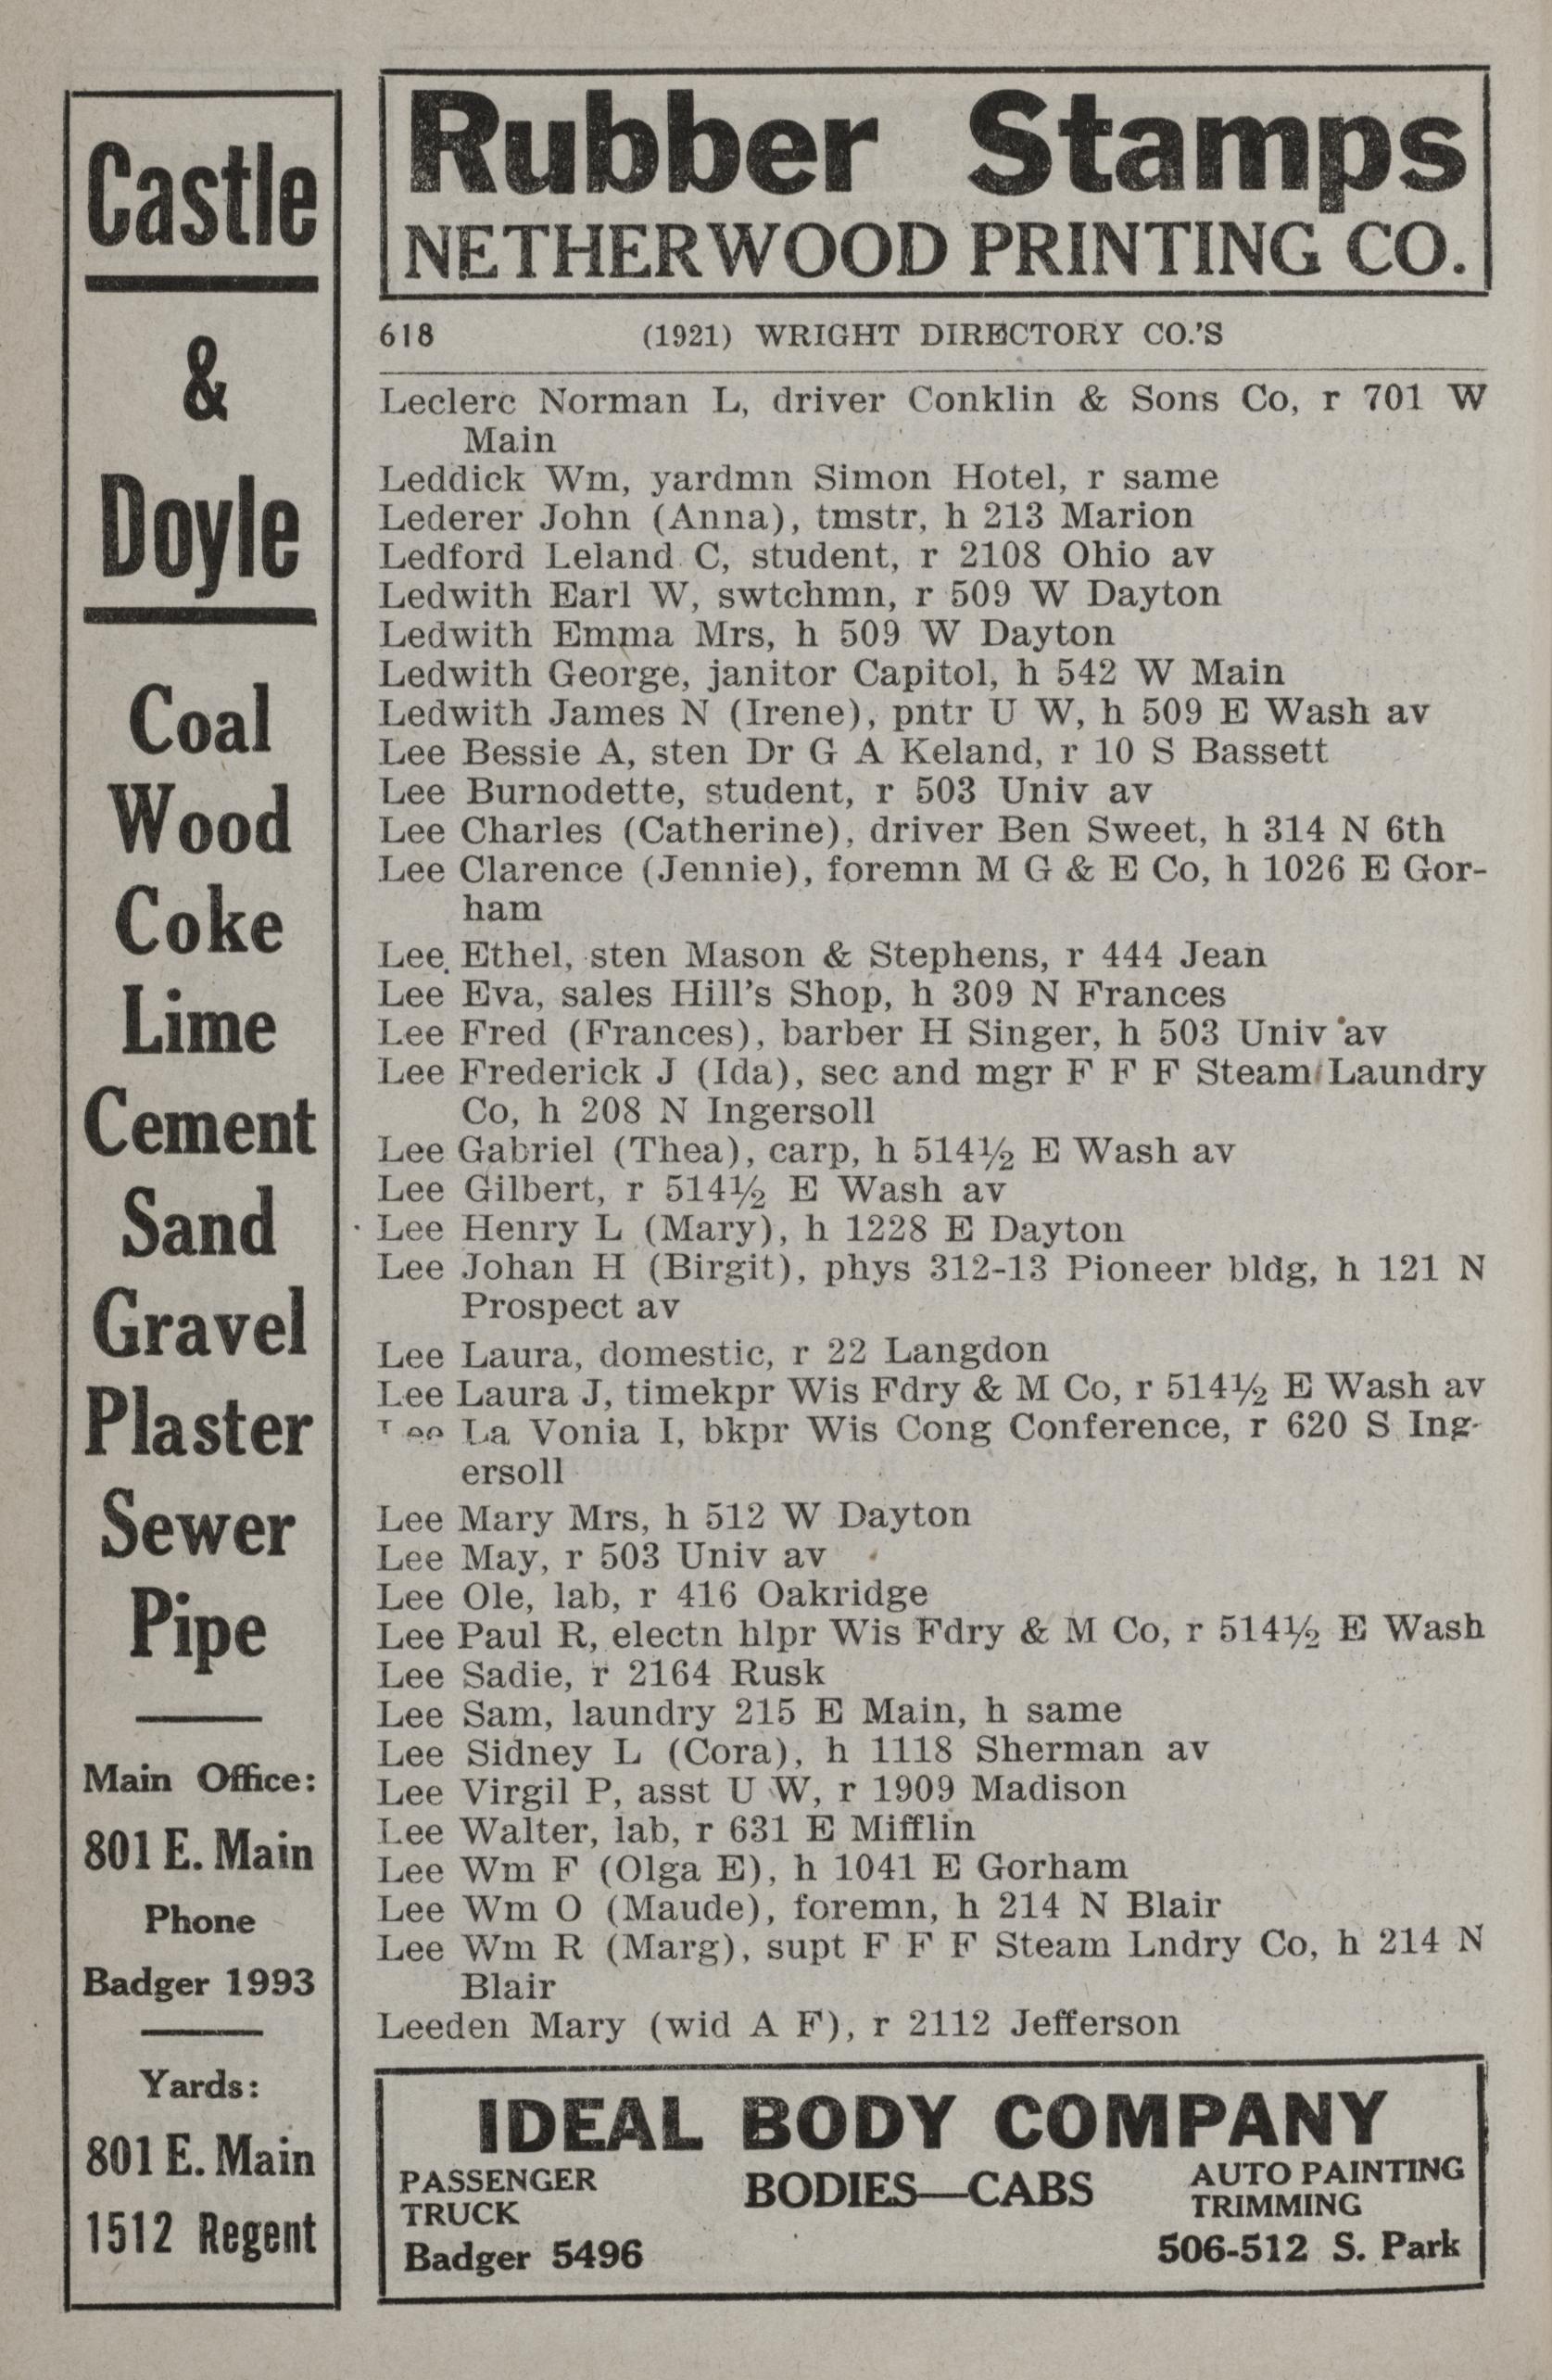 Castle
&
Doyle
Coal
Wood
Coke
Lime
Cement
Sand
Gravel
Plaster
Sewer
Pipe
Main Office:
801 E. Main
Phone
Badger 1993
Yards:
801 E. Main
1512 Regent
Rubber Stamps
NETHERWOOD PRINTING CO.
618 (1921) WRIGHT DIRECTORY CO.'S
Leclerc Norman L, driver Conklin & Sons Co, r 701 W
Main
Leddick Wm, yardmn Simon Hotel, r same
Lederer John (Anna), tmstr, h 213 Marion
Ledford Leland C, student, r 2108 Ohio av
Ledwith Earl W, swtchmn, r 509 W Dayton
Ledwith Emma Mrs, h 509 W Dayton
Ledwith George, janitor Capitol, h 542 W Main
Ledwith James N (Irene), pntr U W, h 509 E Wash av
Lee Bessie A, sten Dr G A Keland, r 10 S Bassett
Lee Burnodette, student, r 503 Univ av
Lee Charles (Catherine), driver Ben Sweet, h 314 N 6th
Lee Clarence (Jennie), foremn M G & E Co, h 1026 E Gor-
ham
Lee Ethel, sten Mason & Stephens, r 444 Jean
Lee Eva, sales Hill's Shop, h 309 N Frances
Lee Fred (Frances), barber H Singer, h 503 Univ av
Lee Frederick J (Ida), sec and mgr F F F Steam Laundry
Co, h 208 N Ingersoll
Lee Gabriel (Thea), carp, h 514½ E Wash av
Lee Gilbert, r 514½ E Wash av
Lee Henry L (Mary), h 1228 E Dayton
Lee Johan H (Birgit), phys 312-13 Pioneer bldg, h 121 N
Prospect av
Lee Laura, domestic, r 22 Langdon
Lee Laura J, timekpr Wis Fdry & M Co, r 514½ E Wash av
Lee La Vonia I, bkpr Wis Cong Conference, r 620 S Ing-
ersoll
Lee Mary Mrs, h 512 W Dayton
Lee May, r 503 Univ av
Lee Ole, lab, r 416 Oakridge
Lee Paul R, electn hlpr Wis Fdry & M Co, r 514½ E Wash
Lee Sadie, r 2164 Rusk
Lee Sam, laundry 215 E Main, h same
Lee Sidney L (Cora), h 1118 Sherman av
Lee Virgil P, asst U W, r 1909 Madison
Lee Walter, lab, r 631 E Mifflin
Lee Wm F (Olga E), h 1041 E Gorham
Lee Wm O (Maude), foremn, h 214 N Blair
Lee Wm R (Marg), supt F F F Steam Lndry Co, h 214 N
Blair
Leeden Mary (wid A F), r 2112 Jefferson
IDEAL BODY COMPANY
PASSENGER
TRUCK
Badger 5496
BODIES—CABS
AUTO PAINTING
TRIMMING
506-512 S. Park